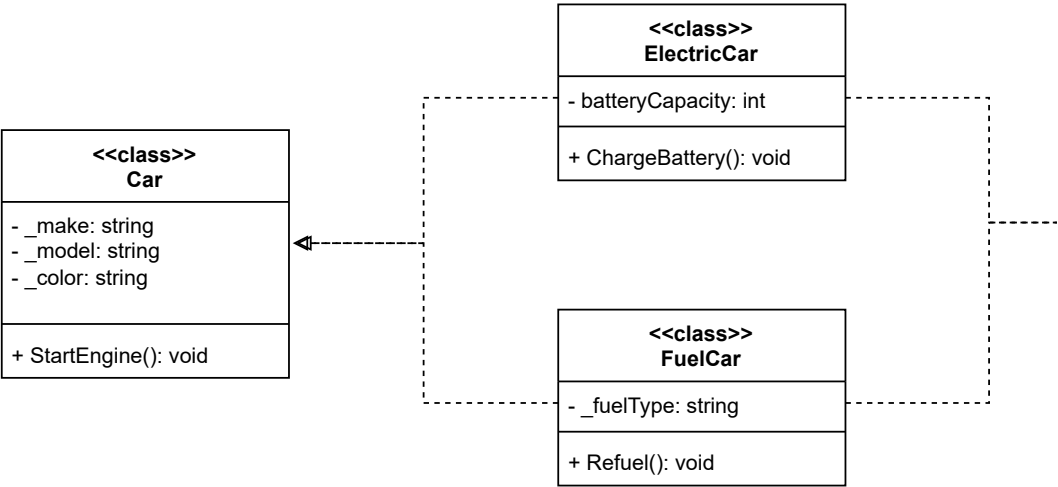 <<class>>
Car
- _make: string
- _model: string
- _color: string
+ StartEngine(): void
<<class>>
ElectricCar
- batteryCapacity: int
+ ChargeBattery(): void
<<class>>
FuelCar
- _fuelType: string
+ Refuel(): void